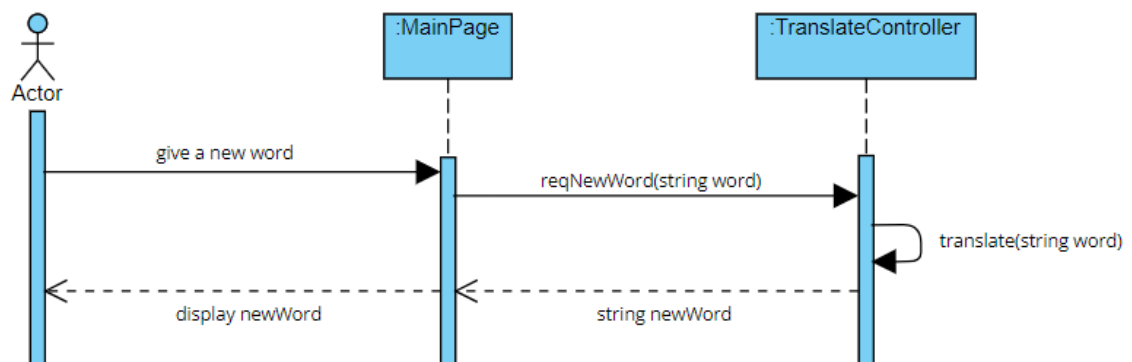 :MainPage
:TranslateController
Actor
give a new word
reqNewWord(string word)
translate(string word)
display newWord
string newWord